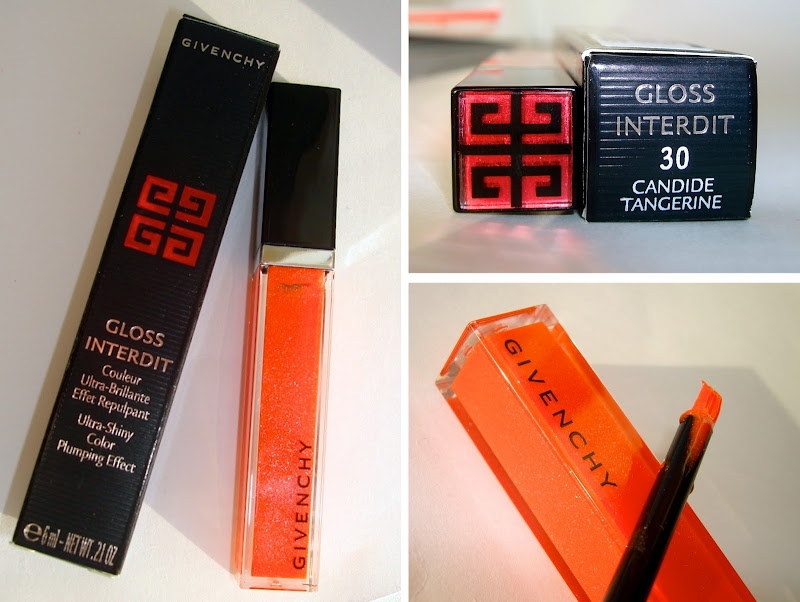 GIVENCHY
GLOSS
INTERDIT
Couleur
Ultra-Brillante
Effet Repulpant
Ultra-Shiny
Color
Plumping Effect
e 6 ml - NET WT. .21 OZ
GIVENCHY
GLOSS
INTERDIT
30
CANDIDE
TANGERINE
GIVENCHY